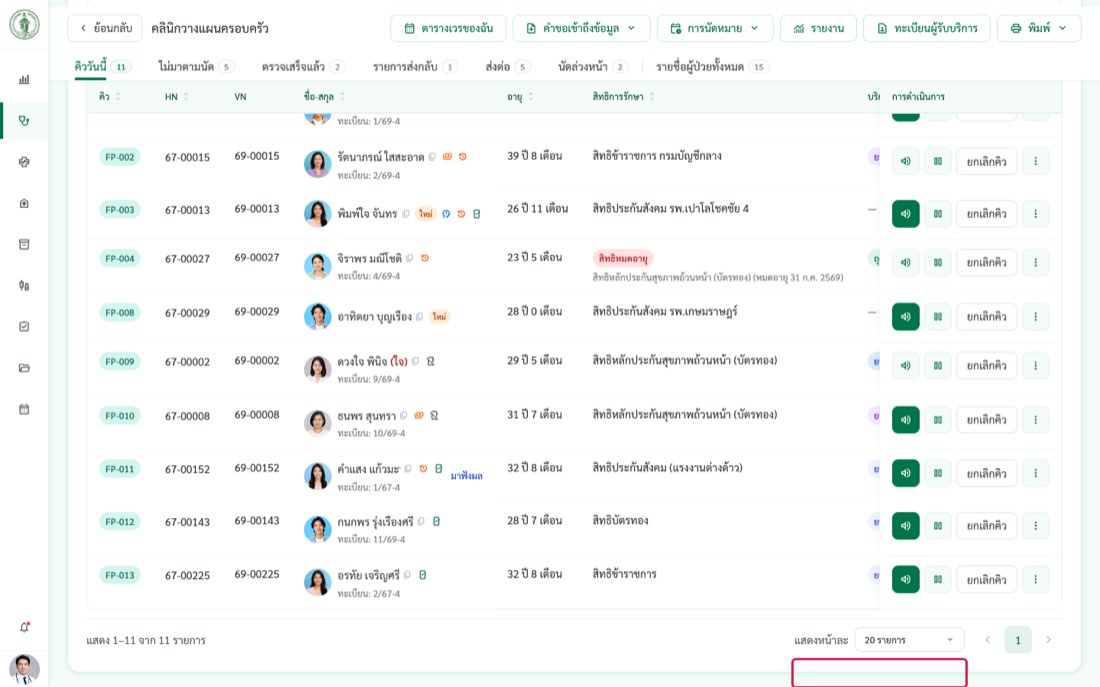 ย้อนกลับ คลินิกวางแผนครอบครัว ตารางเวรของฉัน คำขอเข้าถึงข้อมูล การนัดหมาย รายงาน ทะเบียนผู้รับบริการ พิมพ์
คิววันนี้ 11 ไม่มาตามนัด 5 ตรวจเสร็จแล้ว 2 รายการส่งกลับ 1 ส่งต่อ 5 นัดล่วงหน้า 2 รายชื่อผู้ป่วยทั้งหมด 15
คิว HN VN ชื่อ-สกุล อายุ สิทธิการรักษา การดำเนินการ
ทะเบียน: 1/69-4
FP-002 67-00015 69-00015 รัตนาภรณ์ ใสสะอาด 39 ปี 8 เดือน สิทธิข้าราชการ กรมบัญชีกลาง ยกเลิกคิว
ทะเบียน: 2/69-4
FP-003 67-00013 69-00013 พิมพ์ใจ จันทร ใหม่ 26 ปี 11 เดือน สิทธิประกันสังคม รพ.เปาโลโชคชัย 4 — ยกเลิกคิว
FP-004 67-00027 69-00027 จิราพร มณีโชติ 23 ปี 5 เดือน สิทธิหมดอายุ ยกเลิกคิว
ทะเบียน: 4/69-4 สิทธิหลักประกันสุขภาพถ้วนหน้า (บัตรทอง) (หมดอายุ 31 ก.ค. 2569)
FP-008 67-00029 69-00029 อาทิตยา บุญเรือง ใหม่ 28 ปี 0 เดือน สิทธิประกันสังคม รพ.เกษมราษฎร์ — ยกเลิกคิว
FP-009 67-00002 69-00002 ดวงใจ พินิจ (ใจ) 29 ปี 5 เดือน สิทธิหลักประกันสุขภาพถ้วนหน้า (บัตรทอง) ยกเลิกคิว
ทะเบียน: 9/69-4
FP-010 67-00008 69-00008 ธนพร สุนทรา 31 ปี 7 เดือน สิทธิหลักประกันสุขภาพถ้วนหน้า (บัตรทอง) ยกเลิกคิว
ทะเบียน: 10/69-4
FP-011 67-00152 69-00152 คำแสง แก้วมะ 32 ปี 8 เดือน สิทธิประกันสังคม (แรงงานต่างด้าว) ยกเลิกคิว
ทะเบียน: 1/67-4 มาฟังผล
FP-012 67-00143 69-00143 กนกพร รุ่งเรืองศรี 28 ปี 7 เดือน สิทธิบัตรทอง ยกเลิกคิว
ทะเบียน: 11/69-4
FP-013 67-00225 69-00225 อรทัย เจริญศรี 32 ปี 8 เดือน สิทธิข้าราชการ ยกเลิกคิว
ทะเบียน: 2/67-4
แสดง 1–11 จาก 11 รายการ แสดงหน้าละ 20 รายการ 1